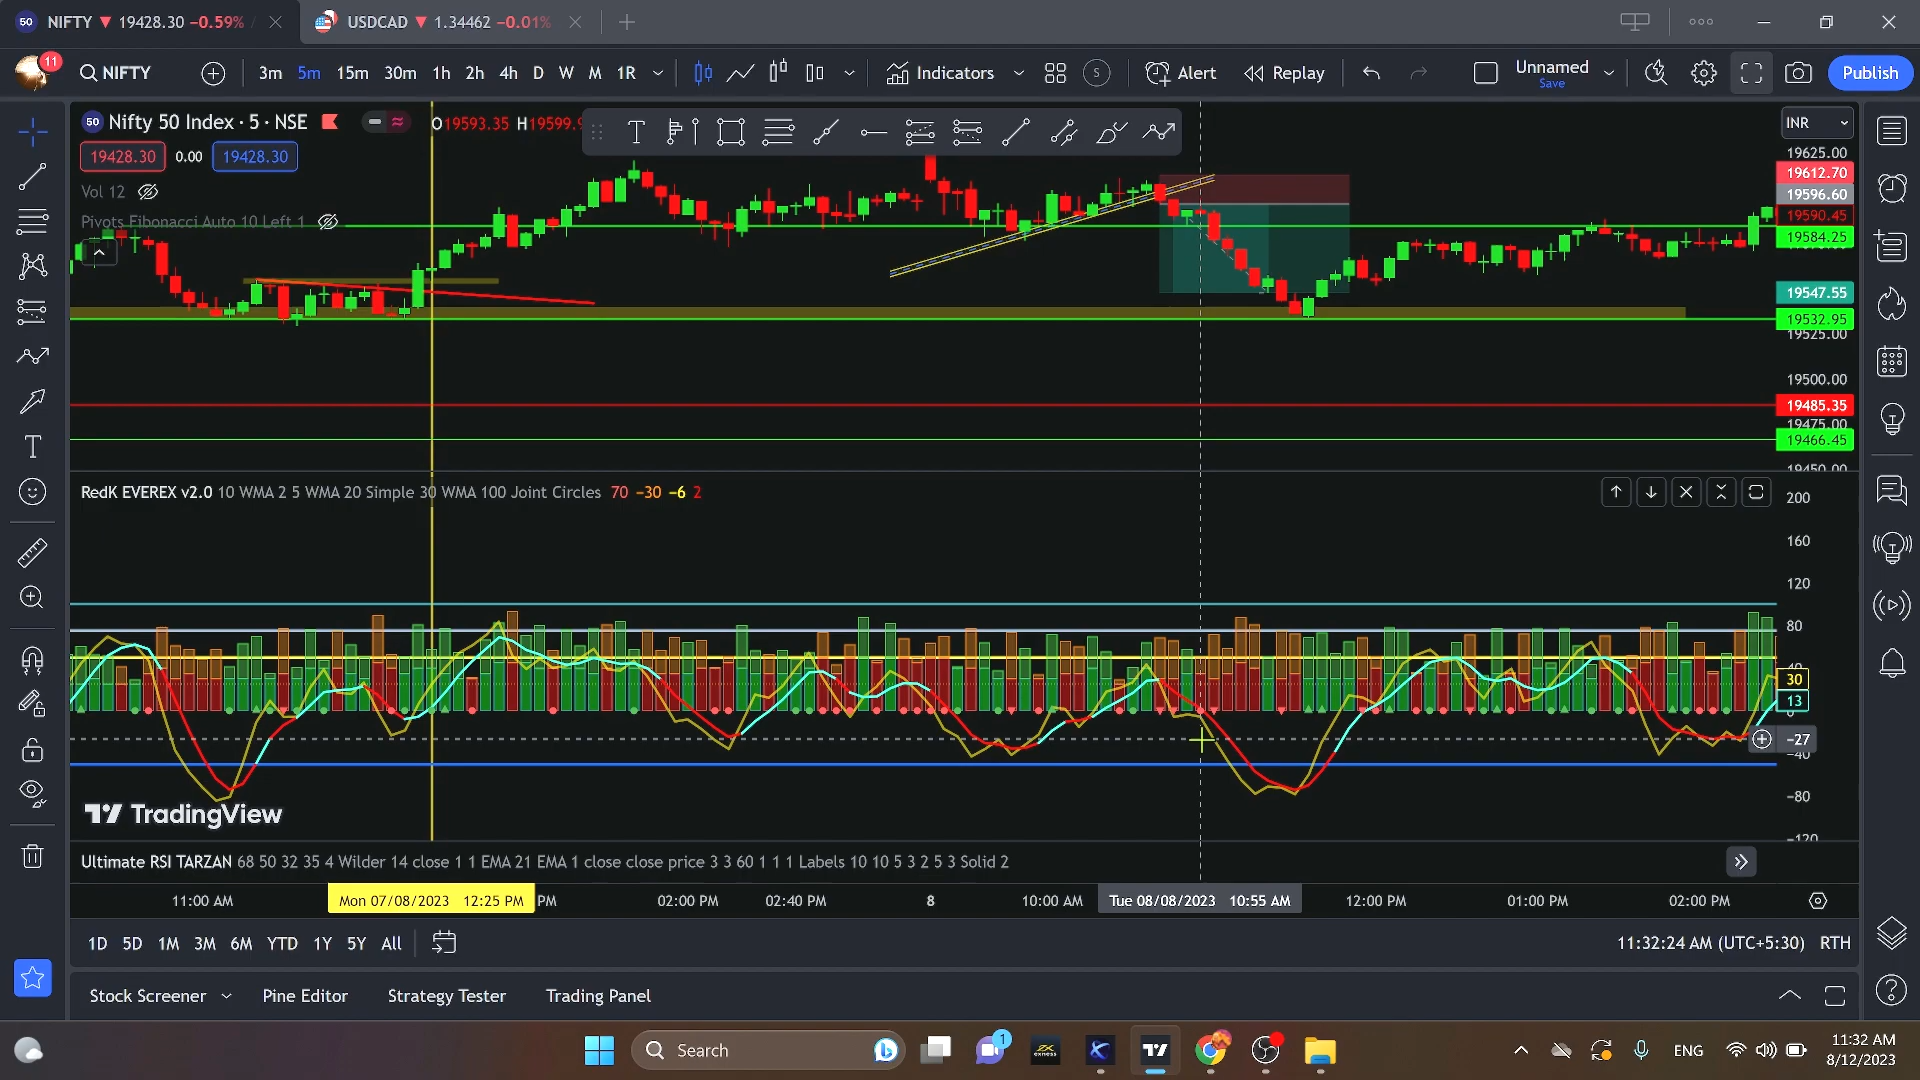 50 NIFTY ▼ 19428.30 −0.59% /
USDCAD ▼ 1.34462 −0.01%
11
NIFTY
3m 5m 15m 30m 1h 2h 4h D W M 1R
Indicators
S
Alert
Replay
Unnamed
Save
Publish
50 Nifty 50 Index · 5 · NSE
O19593.35 H19599.9
INR
19428.30 0.00 19428.30
Vol 12
Pivots Fibonacci Auto 10 Left 1
19625.00
19612.70
19596.60
19590.45
19584.25
19547.55
19532.95
19525.00
19500.00
19485.35
19475.00
19466.45
19450.00
RedK EVEREX v2.0 10 WMA 2 5 WMA 20 Simple 30 WMA 100 Joint Circles 70 −30 −6 2
200
160
120
80
40
30
13
0
−27
−40
−80
−120
TradingView
Ultimate RSI TARZAN 68 50 32 35 4 Wilder 14 close 1 1 EMA 21 EMA 1 close close price 3 3 60 1 1 1 Labels 10 10 5 3 2 5 3 Solid 2
11:00 AM Mon 07/08/2023 12:25 PM PM 02:00 PM 02:40 PM 8 10:00 AM Tue 08/08/2023 10:55 AM 12:00 PM 01:00 PM 02:00 PM
1D 5D 1M 3M 6M YTD 1Y 5Y All
11:32:24 AM (UTC+5:30) RTH
Stock Screener Pine Editor Strategy Tester Trading Panel
Search
1
exness
ENG
11:32 AM
8/12/2023